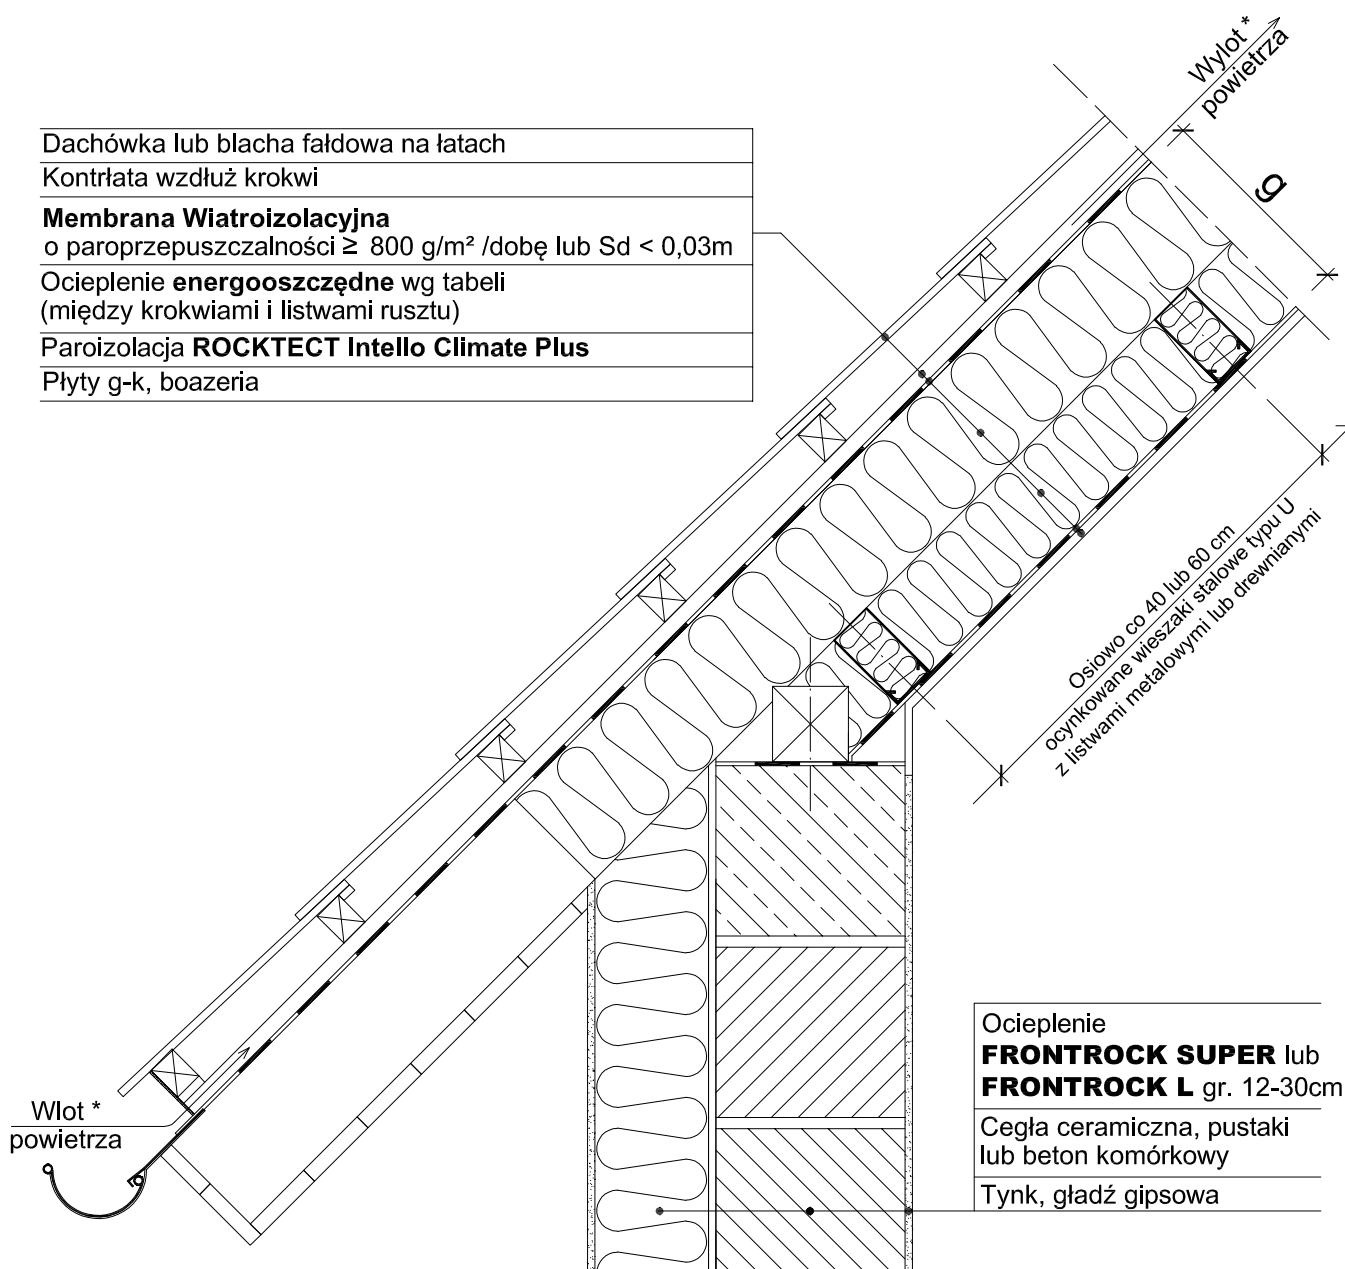 Wylot *
powietrza
g
Dachówka lub blacha fałdowa na łatach
Kontrłata wzdłuż krokwi
Membrana Wiatroizolacyjna
o paroprzepuszczalności ≥ 800 g/m² /dobę lub Sd < 0,03m
Ocieplenie energooszczędne wg tabeli
(między krokwiami i listwami rusztu)
Paroizolacja ROCKTECT Intello Climate Plus
Płyty g-k, boazeria
Osiowo co 40 lub 60 cm
ocynkowane wieszaki stalowe typu U
z listwami metalowymi lub drewnianymi
Wlot *
powietrza
Ocieplenie
FRONTROCK SUPER lub
FRONTROCK L gr. 12-30cm
Cegła ceramiczna, pustaki
lub beton komórkowy
Tynk, gładź gipsowa